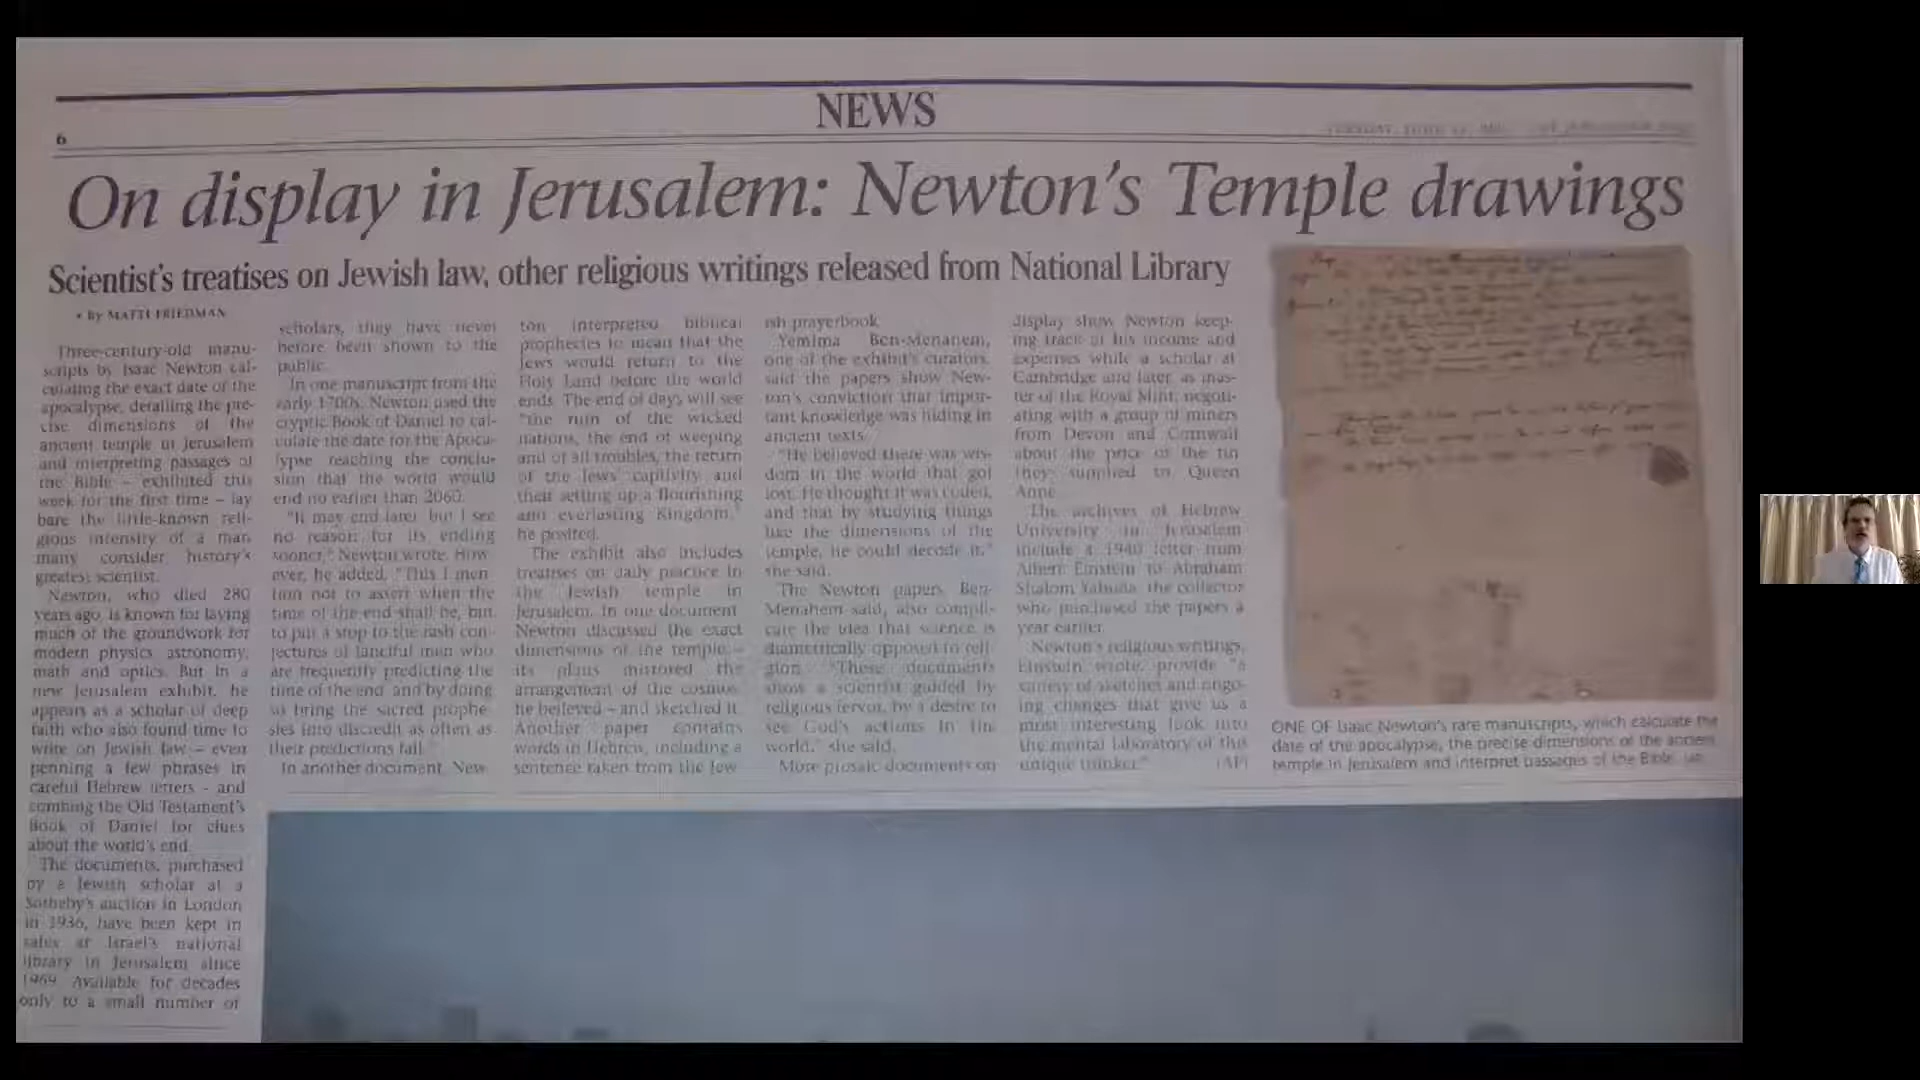 NEWS
6
On display in Jerusalem: Newton's Temple drawings
Scientist's treatises on Jewish law, other religious writings released from National Library
• By MATTI FRIEDMAN
Three-century-old manu-
scripts by Isaac Newton cal-
culating the exact date of the
apocalypse, detailing the pre-
cise dimensions of the
ancient temple in Jerusalem
and interpreting passages of
the Bible – exhibited this
week for the first time – lay
bare the little-known reli-
gious intensity of a man
many consider history's
greatest scientist.
Newton, who died 280
years ago, is known for laying
much of the groundwork for
modern physics, astronomy,
math and optics. But in a
new Jerusalem exhibit, he
appears as a scholar of deep
faith who also found time to
write on Jewish law – even
penning a few phrases in
careful Hebrew letters – and
combing the Old Testament's
Book of Daniel for clues
about the world's end.
The documents, purchased
by a Jewish scholar at a
Sotheby's auction in London
in 1936, have been kept in
safes at Israel's national
library in Jerusalem since
1969. Available for decades
only to a small number of
scholars, they have never
before been shown to the
public.
In one manuscript from the
early 1700s, Newton used the
cryptic Book of Daniel to cal-
culate the date for the Apoca-
lypse, reaching the conclu-
sion that the world would
end no earlier than 2060.
"It may end later, but I see
no reason for its ending
sooner," Newton wrote. How-
ever, he added, "This I men-
tion not to assert when the
time of the end shall be, but
to put a stop to the rash con-
jectures of fanciful men who
are frequently predicting the
time of the end, and by doing
so bring the sacred prophe-
sies into discredit as often as
their predictions fail."
In another document, New-
ton interpreted biblical
prophecies to mean that the
Jews would return to the
Holy Land before the world
ends. The end of days will see
"the ruin of the wicked
nations, the end of weeping
and of all troubles, the return
of the Jews' captivity and
their setting up a flourishing
and everlasting Kingdom,"
he posited.
The exhibit also includes
treatises on daily practice in
the Jewish temple in
Jerusalem. In one document,
Newton discussed the exact
dimensions of the temple –
its plans mirrored the
arrangement of the cosmos,
he believed – and sketched it.
Another paper contains
words in Hebrew, including a
sentence taken from the Jew-
ish prayerbook.
Yemima Ben-Menahem,
one of the exhibit's curators,
said the papers show New-
ton's conviction that impor-
tant knowledge was hiding in
ancient texts.
"He believed there was wis-
dom in the world that got
lost. He thought it was coded,
and that by studying things
like the dimensions of the
temple, he could decode it,"
she said.
The Newton papers, Ben-
Menahem said, also compli-
cate the idea that science is
diametrically opposed to reli-
gion. "These documents
show a scientist guided by
religious fervor, by a desire to
see God's actions in the
world," she said.
More prosaic documents on
display show Newton keep-
ing track of his income and
expenses while a scholar at
Cambridge and later, as mas-
ter of the Royal Mint, negoti-
ating with a group of miners
from Devon and Cornwall
about the price of the tin
they supplied to Queen
Anne.
The archives of Hebrew
University in Jerusalem
include a 1940 letter from
Albert Einstein to Abraham
Shalom Yahuda, the collector
who purchased the papers a
year earlier.
Newton's religious writings,
Einstein wrote, provide "a
variety of sketches and ongo-
ing changes that give us a
most interesting look into
the mental laboratory of this
unique thinker." (AP)
ONE OF Isaac Newton's rare manuscripts, which calculate the
date of the apocalypse, the precise dimensions of the ancient
temple in Jerusalem and interpret passages of the Bible.